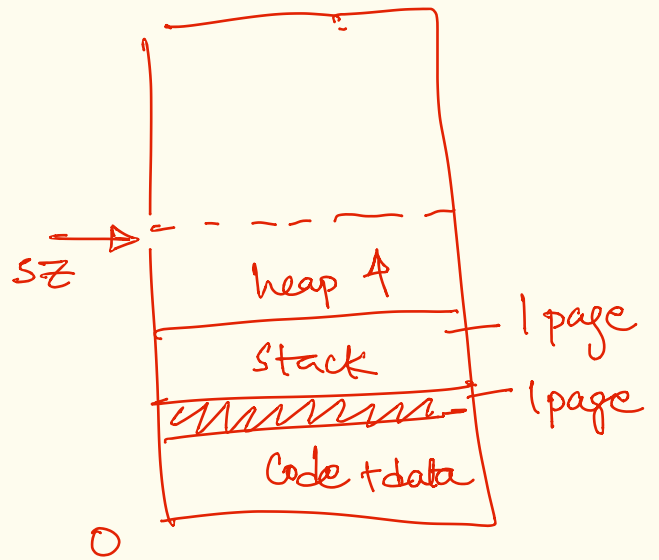 sz
heap
1 page
stack
1 page
Code + data
0